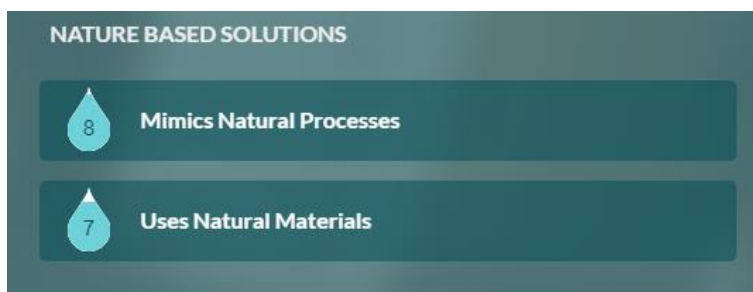 NATURE BASED SOLUTIONS
8 Mimics Natural Processes
7 Uses Natural Materials